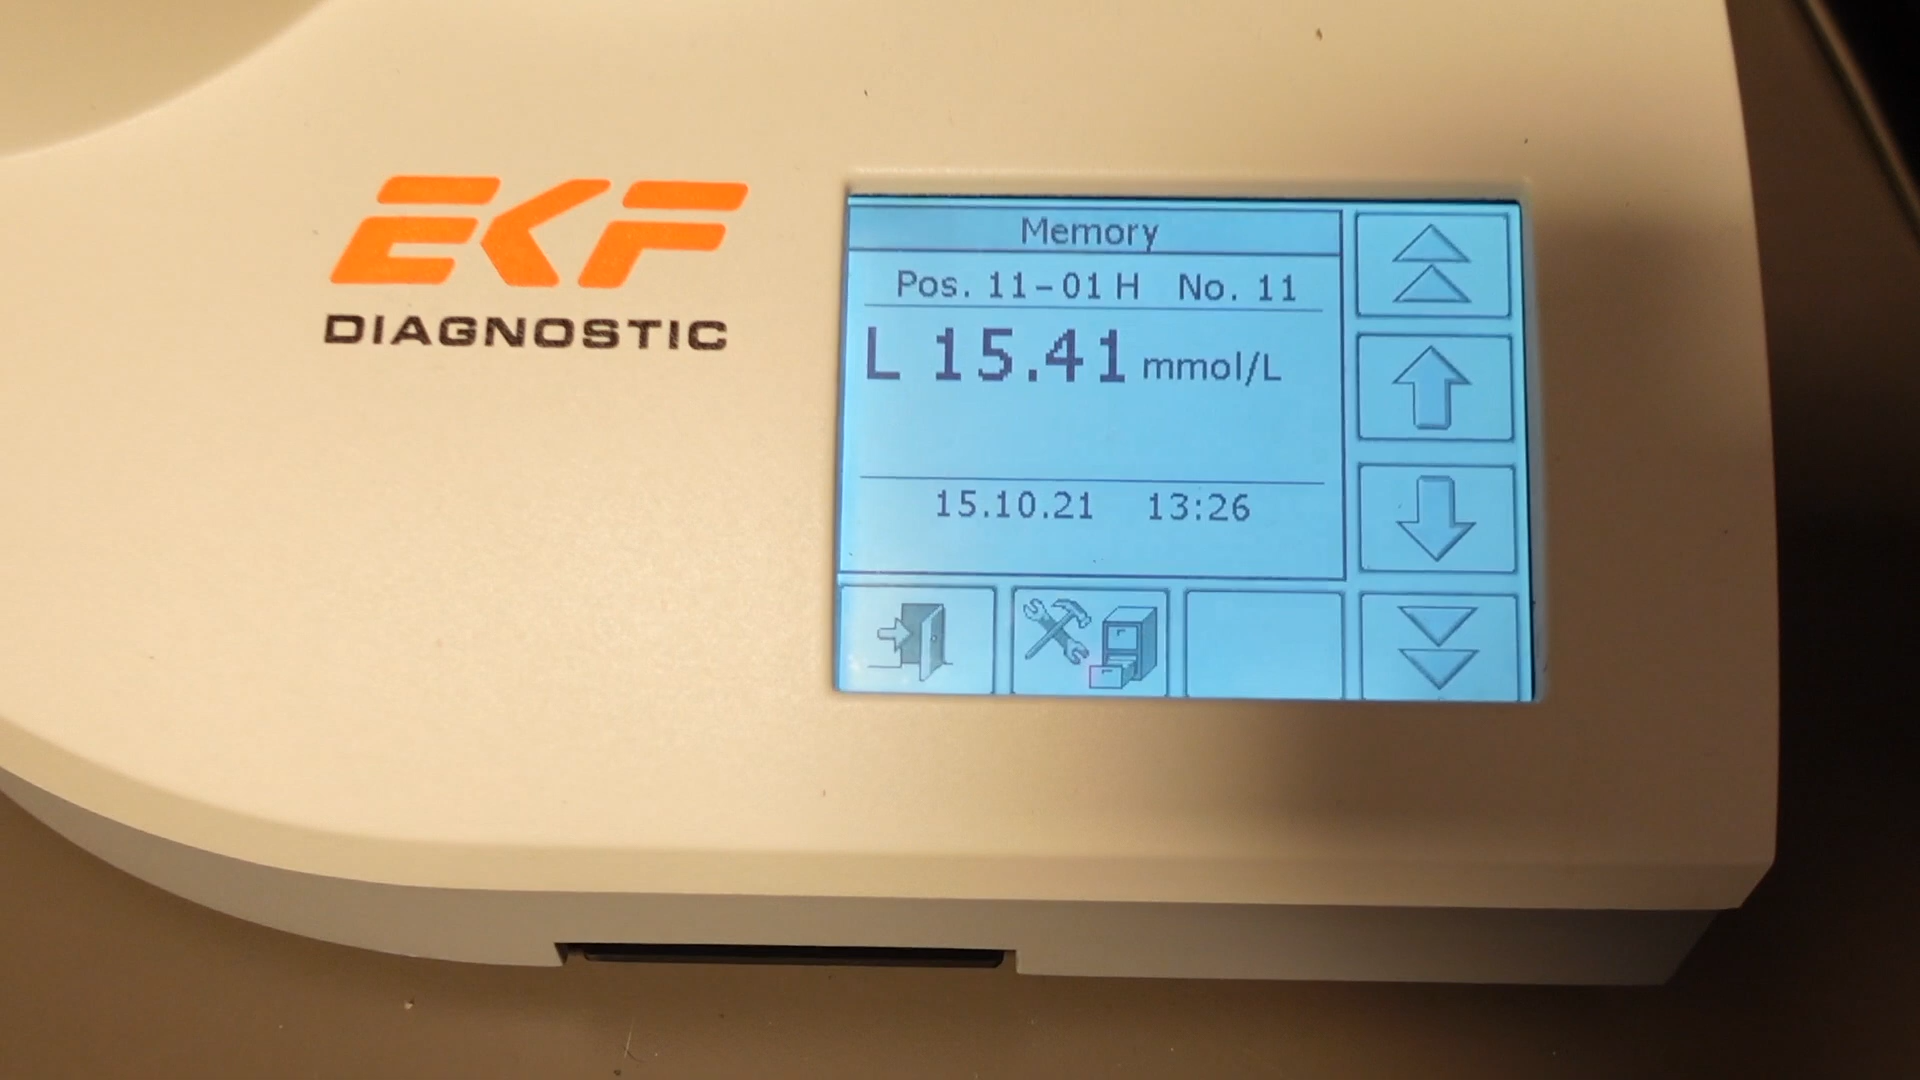 EKF
DIAGNOSTIC
Memory
Pos. 11-01 H No. 11
L 15.41 mmol/L
15.10.21 13:26